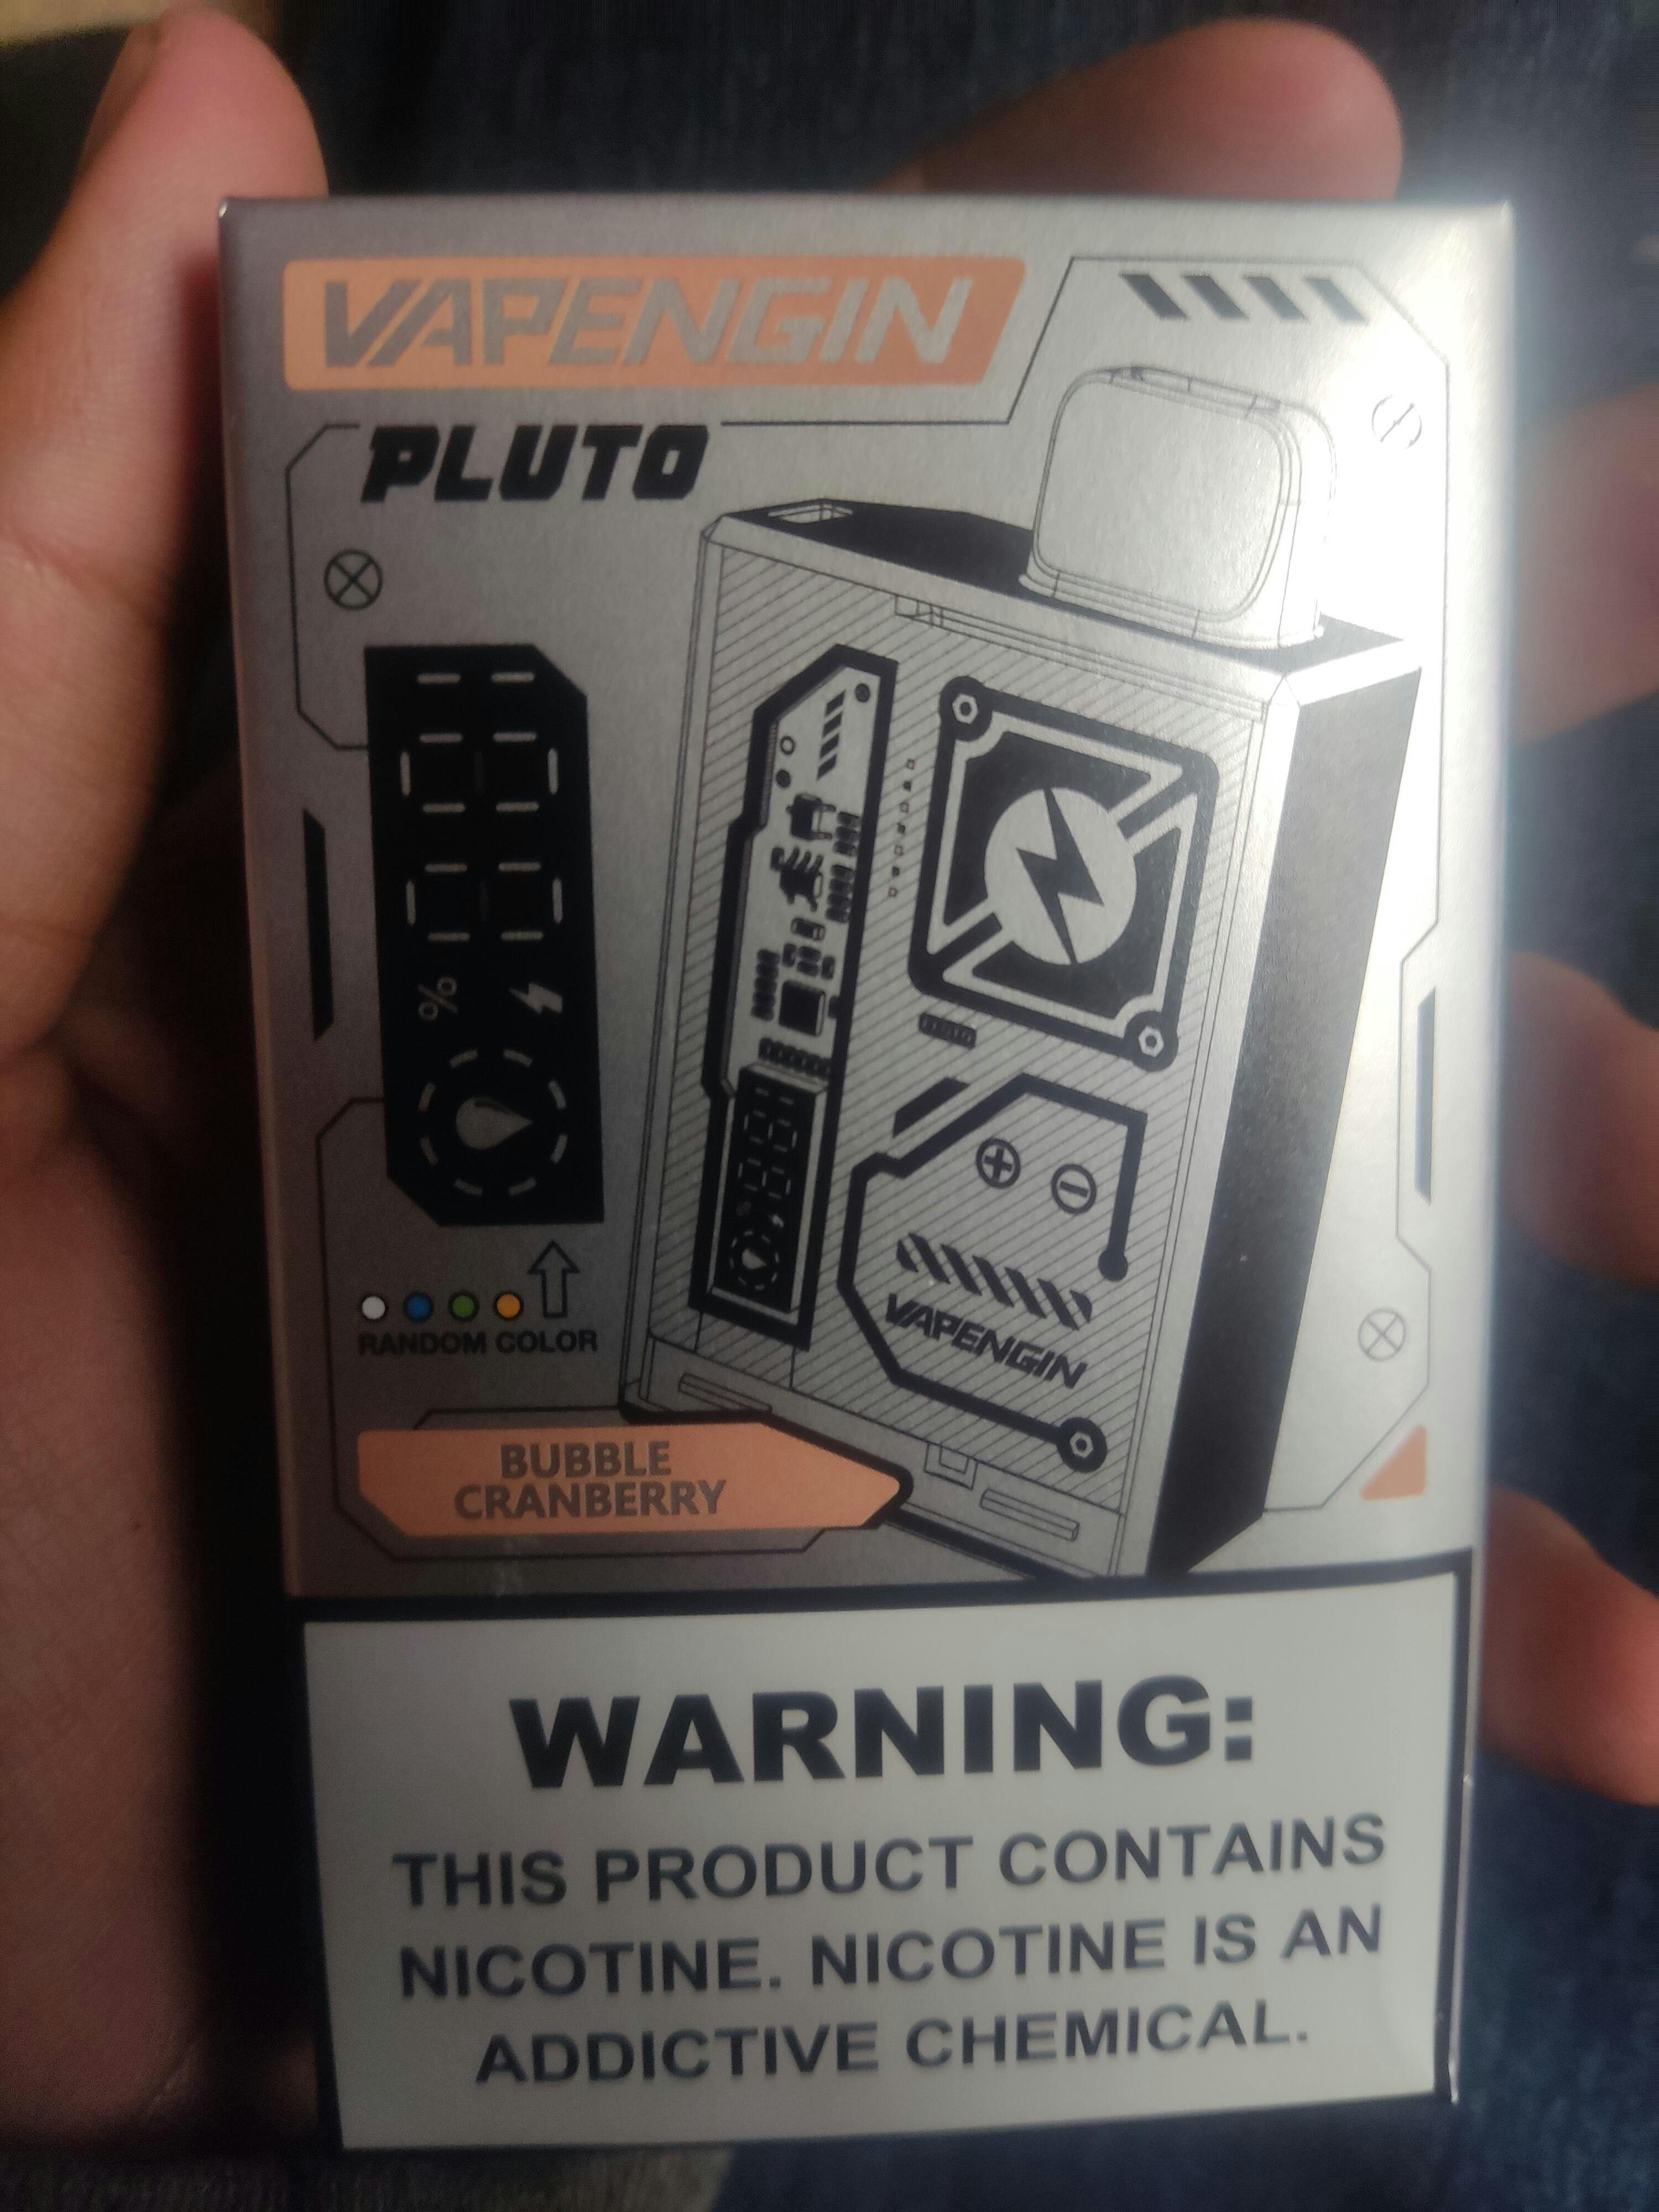 VAPENGIN
PLUTO
%
RANDOM COLOR
VAPENGIN
BUBBLE
CRANBERRY
WARNING:
THIS PRODUCT CONTAINS
NICOTINE. NICOTINE IS AN
ADDICTIVE CHEMICAL.